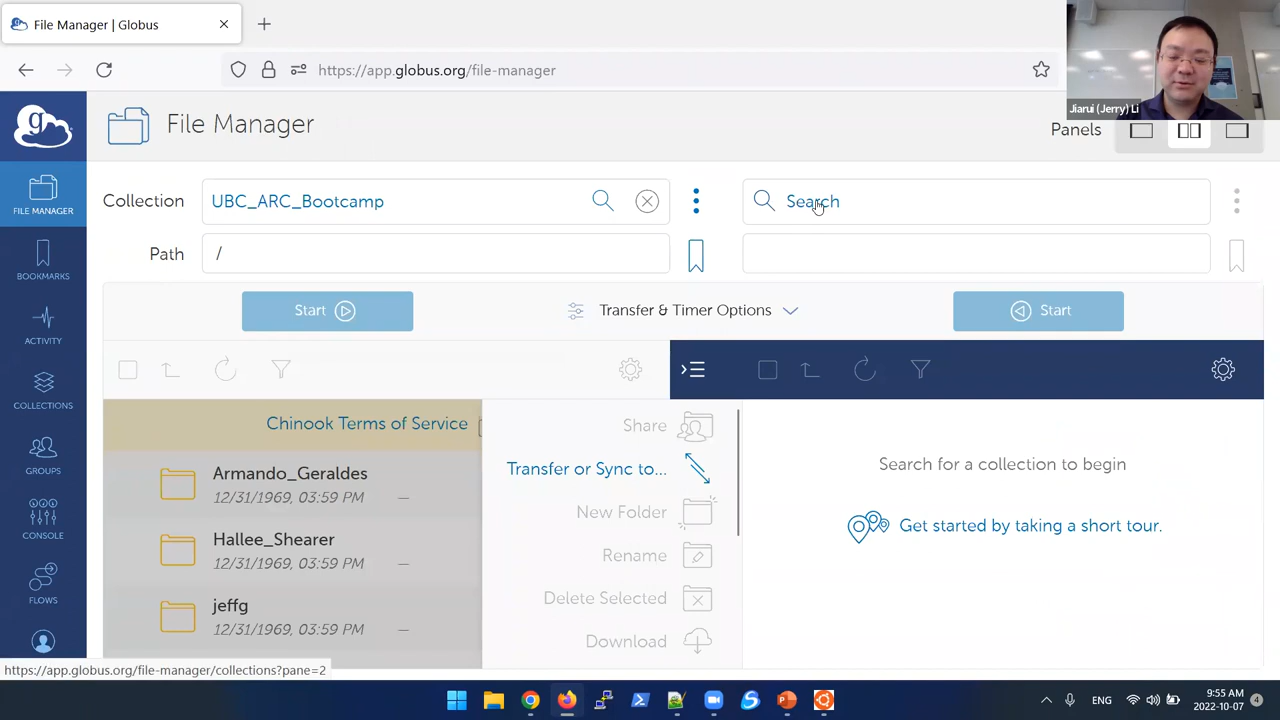 File Manager | Globus
https://app.globus.org/file-manager
Jiarui (Jerry) Li
g
File Manager
Panels
FILE MANAGER
BOOKMARKS
ACTIVITY
COLLECTIONS
GROUPS
CONSOLE
FLOWS
Collection
UBC_ARC_Bootcamp
Search
Path
/
Start
Transfer & Timer Options
Start
Chinook Terms of Service
Armando_Geraldes
12/31/1969, 03:59 PM
—
Hallee_Shearer
12/31/1969, 03:59 PM
—
jeffg
12/31/1969, 03:59 PM
—
Share
Transfer or Sync to...
New Folder
Rename
Delete Selected
Download
Search for a collection to begin
Get started by taking a short tour.
https://app.globus.org/file-manager/collections?pane=2
ENG
9:55 AM
2022-10-07
4